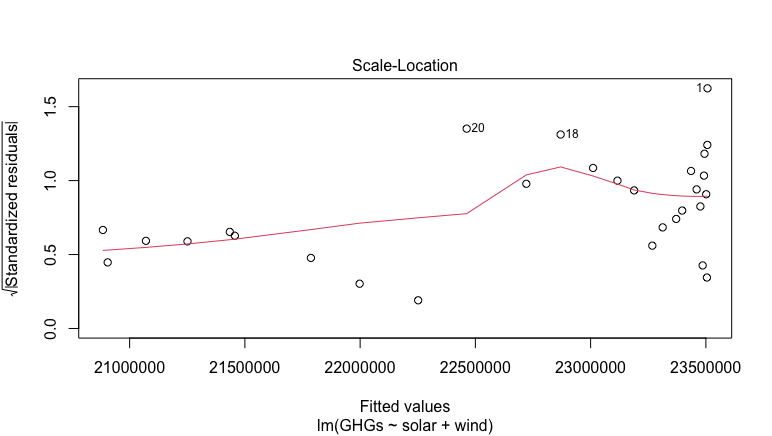 Scale-Location
√|Standardized residuals|
0.0 0.5 1.0 1.5
1
20
18
21000000 21500000 22000000 22500000 23000000 23500000
Fitted values
lm(GHGs ~ solar + wind)